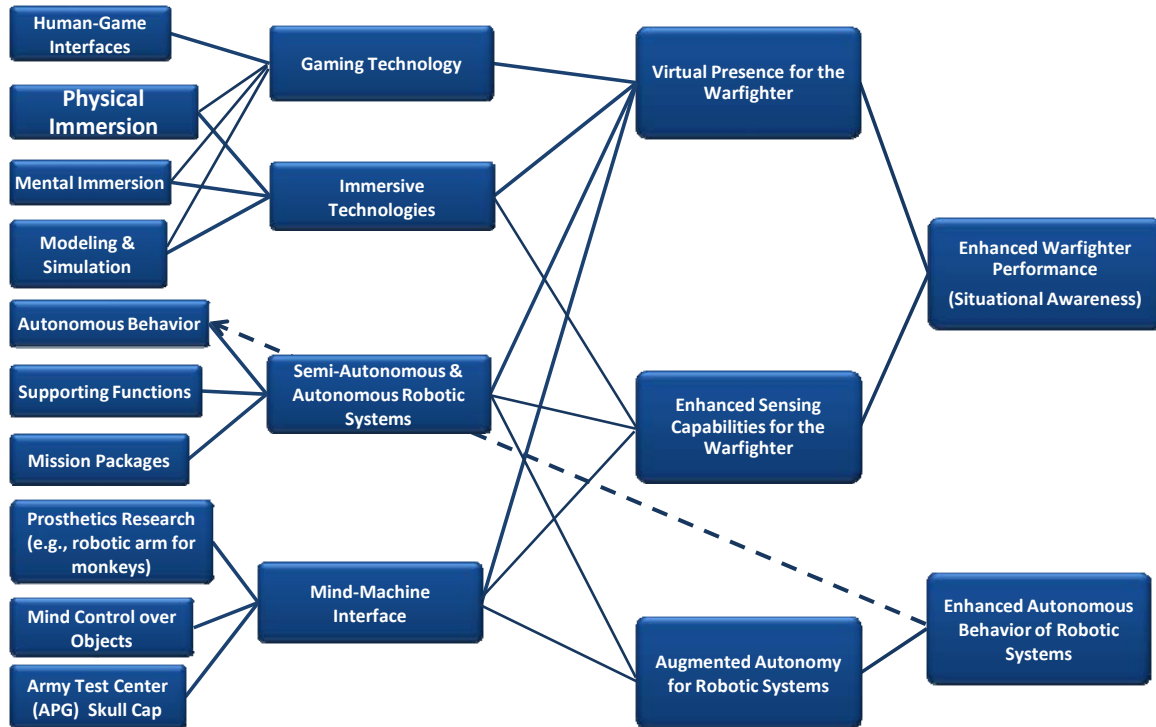 Human-Game
Interfaces
Physical
Immersion
Mental Immersion
Modeling &
Simulation
Autonomous Behavior
Supporting Functions
Mission Packages
Prosthetics Research
(e.g., robotic arm for
monkeys)
Mind Control over
Objects
Army Test Center
(APG) Skull Cap
Gaming Technology
Immersive
Technologies
Semi-Autonomous &
Autonomous Robotic
Systems
Mind-Machine
Interface
Virtual Presence for the
Warfighter
Enhanced Sensing
Capabilities for the
Warfighter
Augmented Autonomy
for Robotic Systems
Enhanced Warfighter
Performance
(Situational Awareness)
Enhanced Autonomous
Behavior of Robotic
Systems